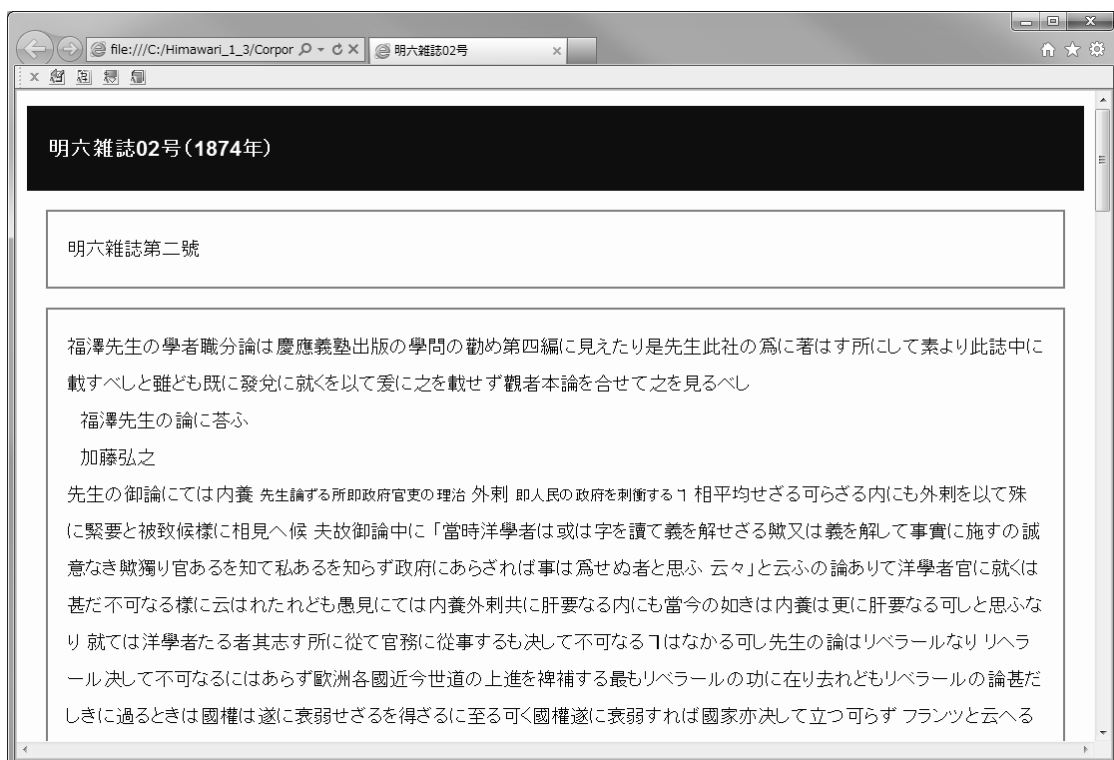 file:///C:/Himawari_1_3/Corpor
明六雑誌02号
明六雑誌02号(1874年)
明六雑誌第二號
福澤先生の學者職分論は慶應義塾出版の學問の勸め第四編に見えたり是先生此社の爲に著はす所にして素より此誌中に
載すべしと雖ども既に發兌に就くを以て爰に之を載せず觀者本論を合せて之を見るべし
福澤先生の論に荅ふ
加藤弘之
先生の御論にては内養 先生論ずる所即政府官吏の理治 外刺 即人民の政府を刺衝するヿ 相平均せざる可らざる内にも外刺を以て殊
に緊要と被致候樣に相見へ候 夫故御論中に「當時洋學者は或は字を讀て義を解せざる歟又は義を解して事實に施すの誠
意なき歟獨り官あるを知て私あるを知らず政府にあらざれば事は爲せぬ者と思ふ 云々」と云ふの論ありて洋學者官に就くは
甚だ不可なる樣に云はれたれども愚見にては内養外刺共に肝要なる内にも當今の如きは内養は更に肝要なる可しと思ふな
り 就ては洋學者たる者其志す所に從て官務に從事するも决して不可なるヿはなかる可し先生の論はリベラールなり リヘラ
ール决して不可なるにはあらず歐洲各國近今世道の上進を裨補する最もリベラールの功に在り去れどもリベラールの論甚だ
しきに過るときは國權は遂に衰弱せざるを得ざるに至る可く國權遂に衰弱すれば國家亦决して立つ可らず フランツと云へる